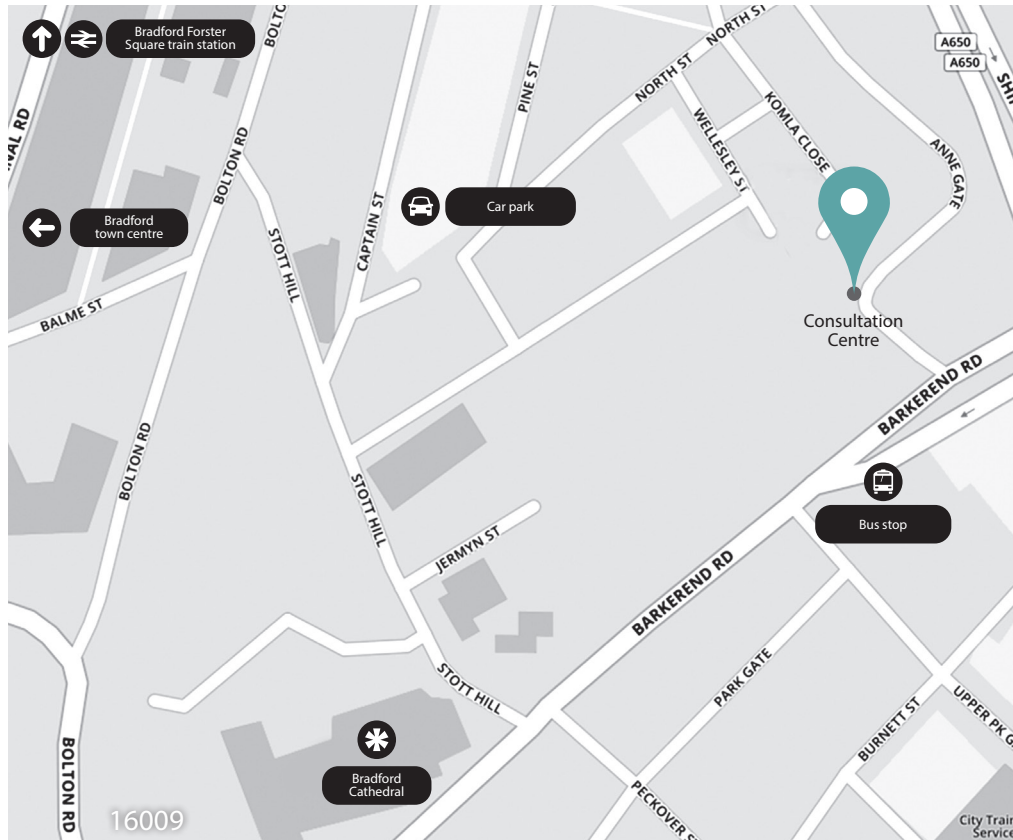 Bradford Forster
Square train station
BOLTON RD
NORTH ST
NORTH ST
A650
A650
PINE ST
KOMLA CLOSE
WELLESLEY ST
ANNE GATE
BOLTON RD
Bradford
town centre
Car park
CAPTAIN ST
STOTT HILL
BALME ST
Consultation
Centre
BARKEREND RD
BOLTON RD
STOTT HILL
Bus stop
JERMYN ST
BARKEREND RD
PARK GATE
STOTT HILL
UPPER PK G
BURNETT ST
BOLTON RD
Bradford
Cathedral
PECKOVER S
16009
City Train
Service